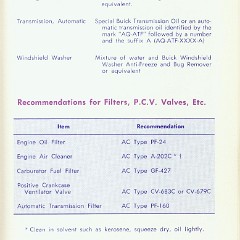 equivalent.
Transmission, Automatic Special Buick Transmission Oil or an auto-
matic transmission oil identified by the
mark "AQ-ATF" followed by a number
and the suffix A (AQ-ATF-XXXX-A)
Windshield Washer Mixture of water and Buick Windshield
Washer Anti-Freeze and Bug Remover
or equivalent
Recommendations for Filters, P.C.V. Valves, Etc.
Item Recommendation
Engine Oil Filter AC Type PF-24
Engine Air Cleaner AC Type A-202C * 1
Carburetor Fuel Filter AC Type GF-427
Positive Crankcase
Ventilator Valve AC Type CV-683C or CV-679C
Automatic Transmission Filter AC Type PF-160
* Clean in solvent such as kerosene, squeeze dry, oil lightly.